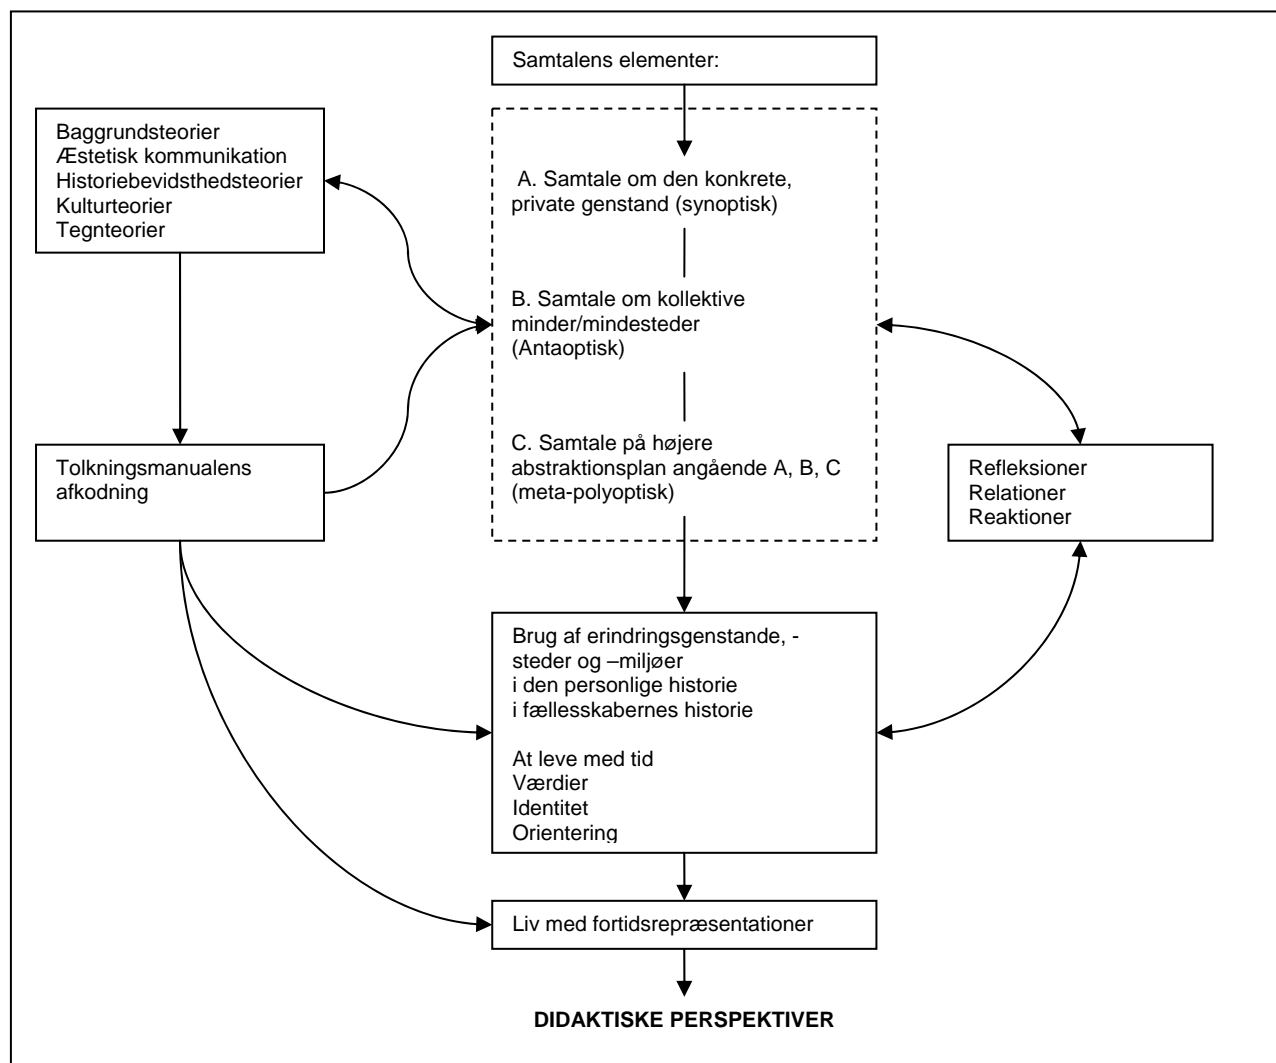 Samtalens elementer:
Baggrundsteorier
Æstetisk kommunikation
Historiebevidsthedsteorier
Kulturteorier
Tegnteorier
A. Samtale om den konkrete,
private genstand (synoptisk)
B. Samtale om kollektive
minder/mindesteder
(Antaoptisk)
C. Samtale på højere
abstraktionsplan angående A, B, C
(meta-polyoptisk)
Tolkningsmanualens
afkodning
Refleksioner
Relationer
Reaktioner
Brug af erindringsgenstande, -
steder og –miljøer
i den personlige historie
i fællesskabernes historie
At leve med tid
Værdier
Identitet
Orientering
Liv med fortidsrepræsentationer
DIDAKTISKE PERSPEKTIVER